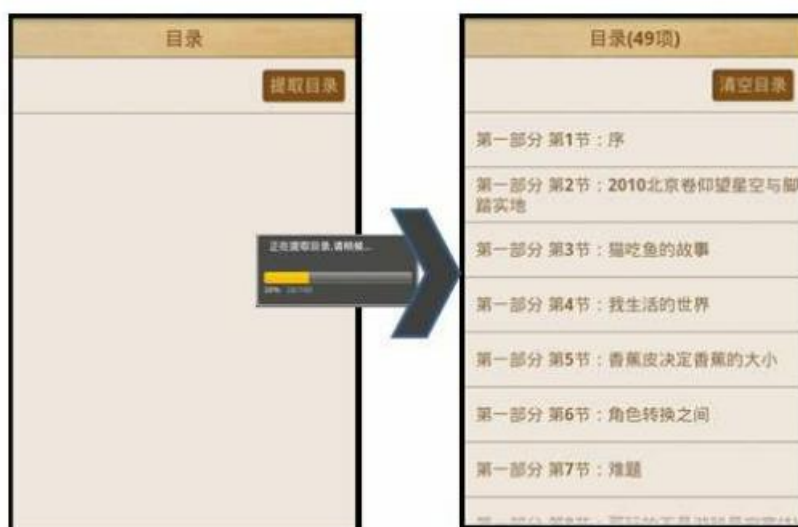 目录
提取目录
正在提取目录,请稍候...
目录(49项)
清空目录
第一部分 第1节：序
第一部分 第2节：2010北京卷仰望星空与脚
踏实地
第一部分 第3节：猫吃鱼的故事
第一部分 第4节：我生活的世界
第一部分 第5节：香蕉皮决定香蕉的大小
第一部分 第6节：角色转换之间
第一部分 第7节：难题